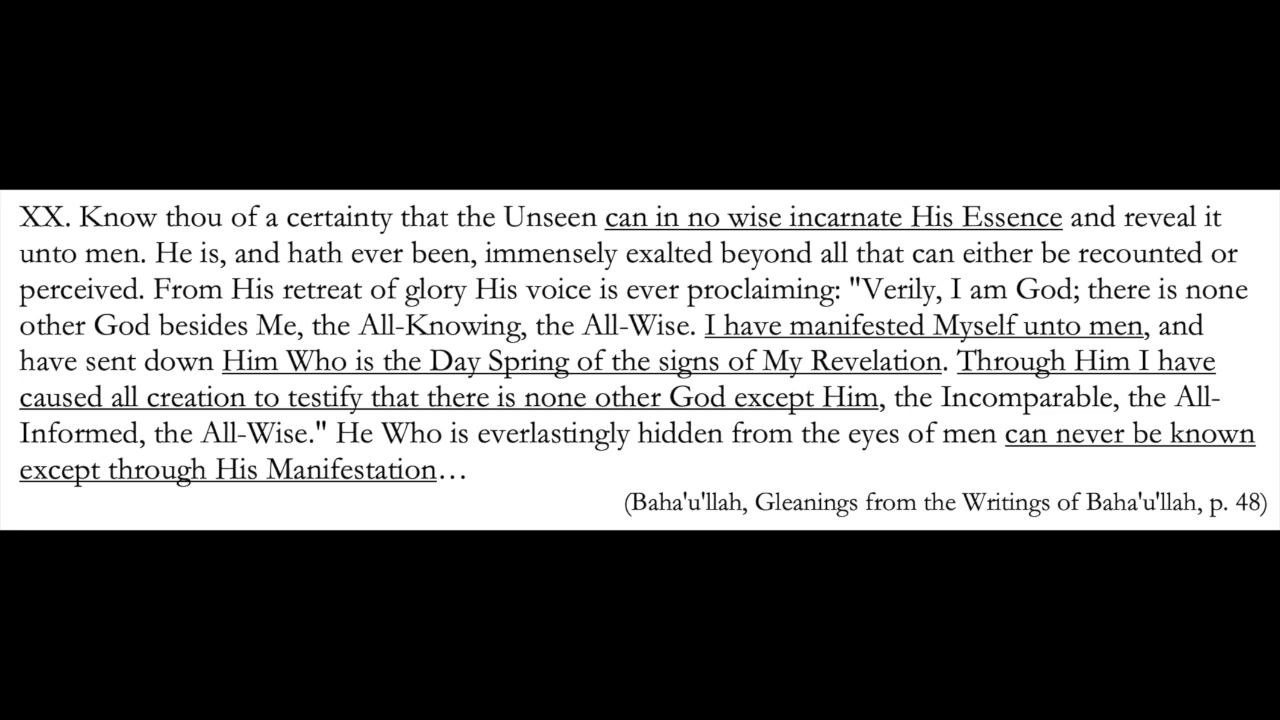 XX. Know thou of a certainty that the Unseen can in no wise incarnate His Essence and reveal it
unto men. He is, and hath ever been, immensely exalted beyond all that can either be recounted or
perceived. From His retreat of glory His voice is ever proclaiming: "Verily, I am God; there is none
other God besides Me, the All-Knowing, the All-Wise. I have manifested Myself unto men, and
have sent down Him Who is the Day Spring of the signs of My Revelation. Through Him I have
caused all creation to testify that there is none other God except Him, the Incomparable, the All-
Informed, the All-Wise." He Who is everlastingly hidden from the eyes of men can never be known
except through His Manifestation…
(Baha'u'llah, Gleanings from the Writings of Baha'u'llah, p. 48)